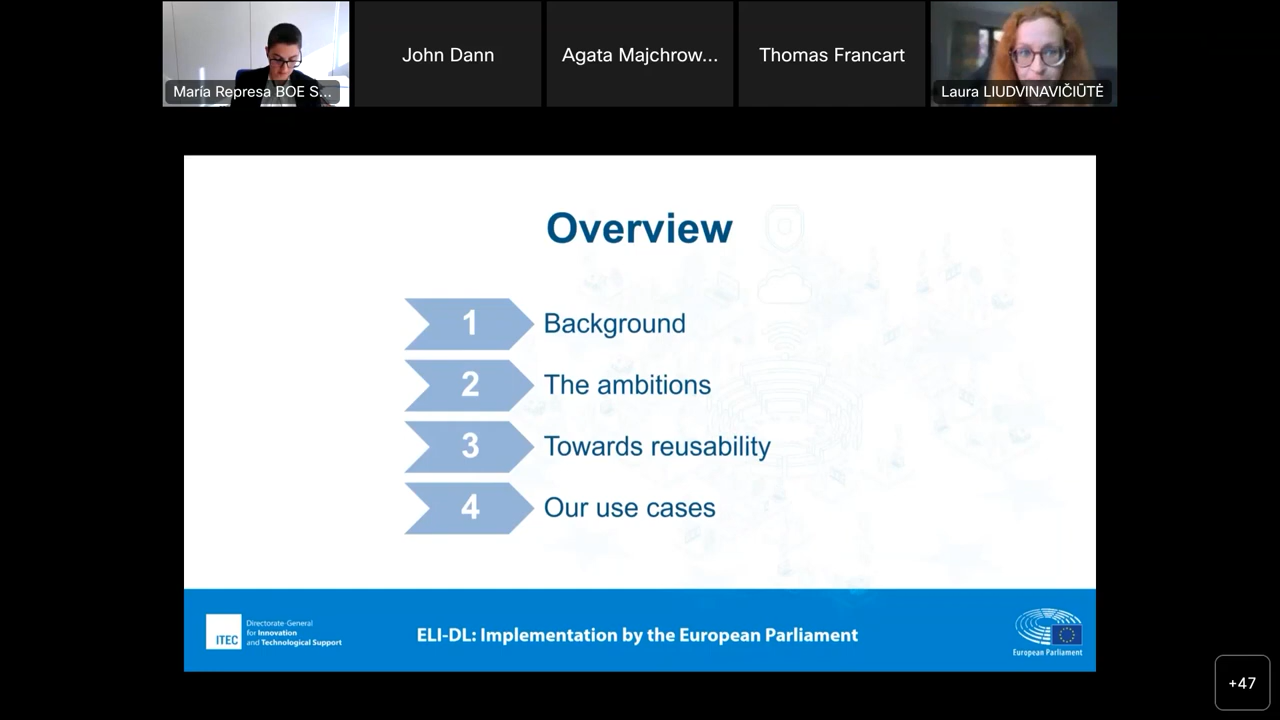 María Represa BOE S...
John Dann
Agata Majchrow...
Thomas Francart
Laura LIUDVINAVIČIŪTĖ
Overview
1 Background
2 The ambitions
3 Towards reusability
4 Our use cases
ITEC
Directorate-General
for Innovation
and Technological Support
ELI-DL: Implementation by the European Parliament
European Parliament
+47